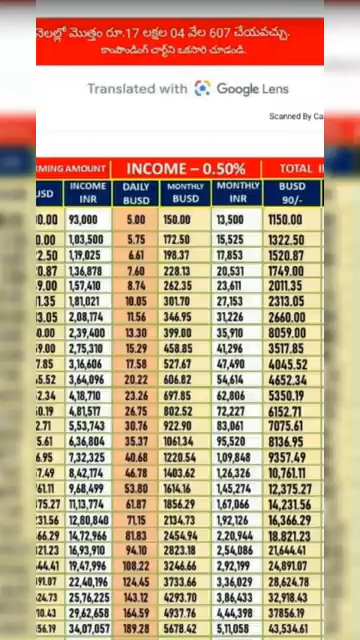 నెలల్లో మొత్తం రూ.17 లక్షల 04 వేల 607 చేయవచ్చు.
కాంపౌండింగ్ చార్ట్‌ని ఒకసారి చూడండి.
Translated with Google Lens
Scanned By Ca
MING AMOUNT INCOME – 0.50% TOTAL I
USD INCOME INR DAILY BUSD MONTHLY BUSD MONTHLY INR BUSD 90/-
0.00 93,000 5.00 150.00 13,500 1150.00
0.00 1,03,500 5.75 172.50 15,525 1322.50
2.50 1,19,025 6.61 198.37 17,853 1520.87
0.87 1,36,878 7.60 228.13 20,531 1749.00
9.00 1,57,410 8.74 262.35 23,611 2011.35
1.35 1,81,021 10.05 301.70 27,153 2313.05
3.05 2,08,174 11.56 346.95 31,226 2660.00
0.00 2,39,400 13.30 399.00 35,910 8059.00
9.00 2,75,310 15.29 458.85 41,296 3517.85
7.85 3,16,606 17.58 527.67 47,490 4045.52
5.52 3,64,096 20.22 606.82 54,614 4652.34
2.34 4,18,710 23.26 697.85 62,806 5350.19
0.19 4,81,517 26.75 802.52 72,227 6152.71
2.71 5,53,743 30.76 922.90 83,061 7075.61
5.61 6,36,804 35.37 1061.34 95,520 8136.95
6.95 7,32,325 40.68 1220.54 1,09,848 9357.49
7.49 8,42,174 46.78 1403.62 1,26,326 10,761.11
761.11 9,68,499 53.80 1614.16 1,45,274 12,375.27
375.27 11,13,774 61.87 1856.29 1,67,066 14,231.56
231.56 12,80,840 71.15 2134.73 1,92,126 16,366.29
66.29 14,72,966 81.83 2454.94 2,20,944 18.821.23
321.23 16,93,910 94.10 2823.18 2,54,086 21,644.41
544.41 19,47,996 108.22 3246.66 2,92,199 24,891.07
391.07 22,40,196 124.45 3733.66 3,36,029 28,624.78
524.73 25,76,225 143.12 4293.70 3,86,433 32,918.43
10.43 29,62,658 164.59 4937.76 4,44,398 37856.19
356.19 34,07,057 189.28 5678.42 5,11,058 43,534.61